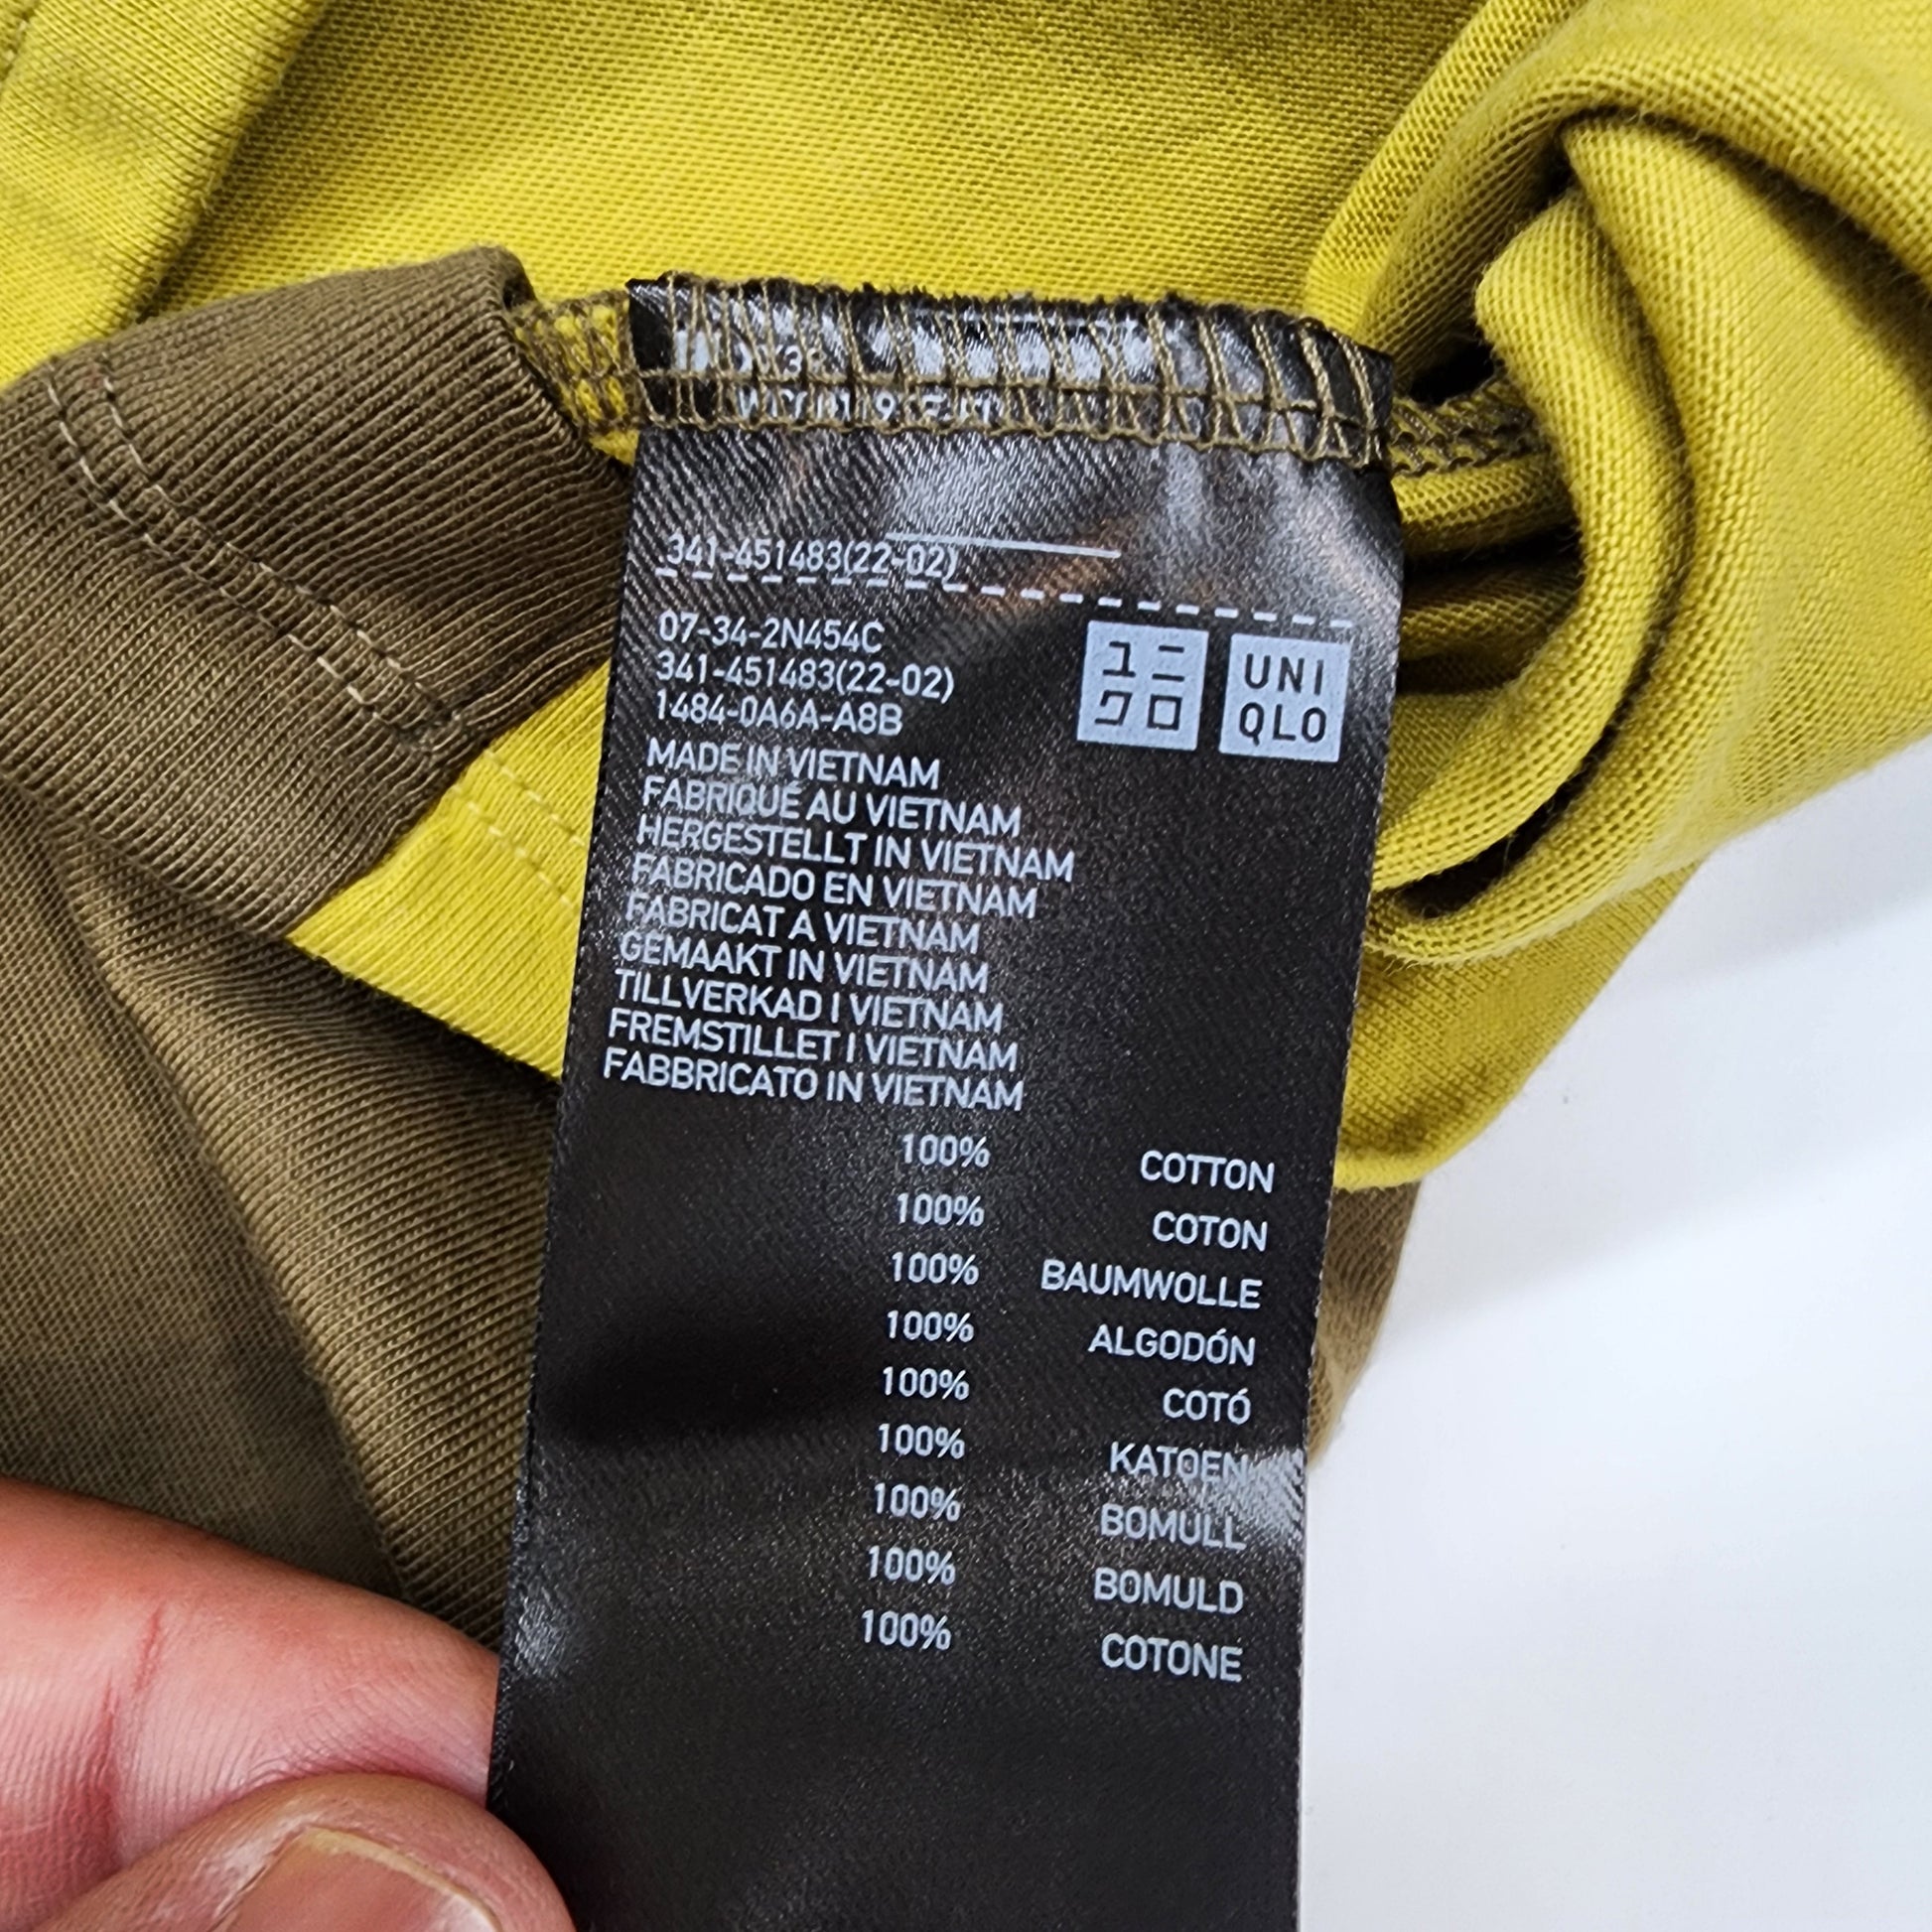 341-451483(22-02)
07-34-2N454C
341-451483(22-02)
1484-0A6A-A8B
ユニ
クロ
UNI
QLO
MADE IN VIETNAM
FABRIQUÉ AU VIETNAM
HERGESTELLT IN VIETNAM
FABRICADO EN VIETNAM
FABRICAT A VIETNAM
GEMAAKT IN VIETNAM
TILLVERKAD I VIETNAM
FREMSTILLET I VIETNAM
FABBRICATO IN VIETNAM
100% COTTON
100% COTON
100% BAUMWOLLE
100% ALGODÓN
100% COTÓ
100% KATOEN
100% BOMULL
100% BOMULD
100% COTONE